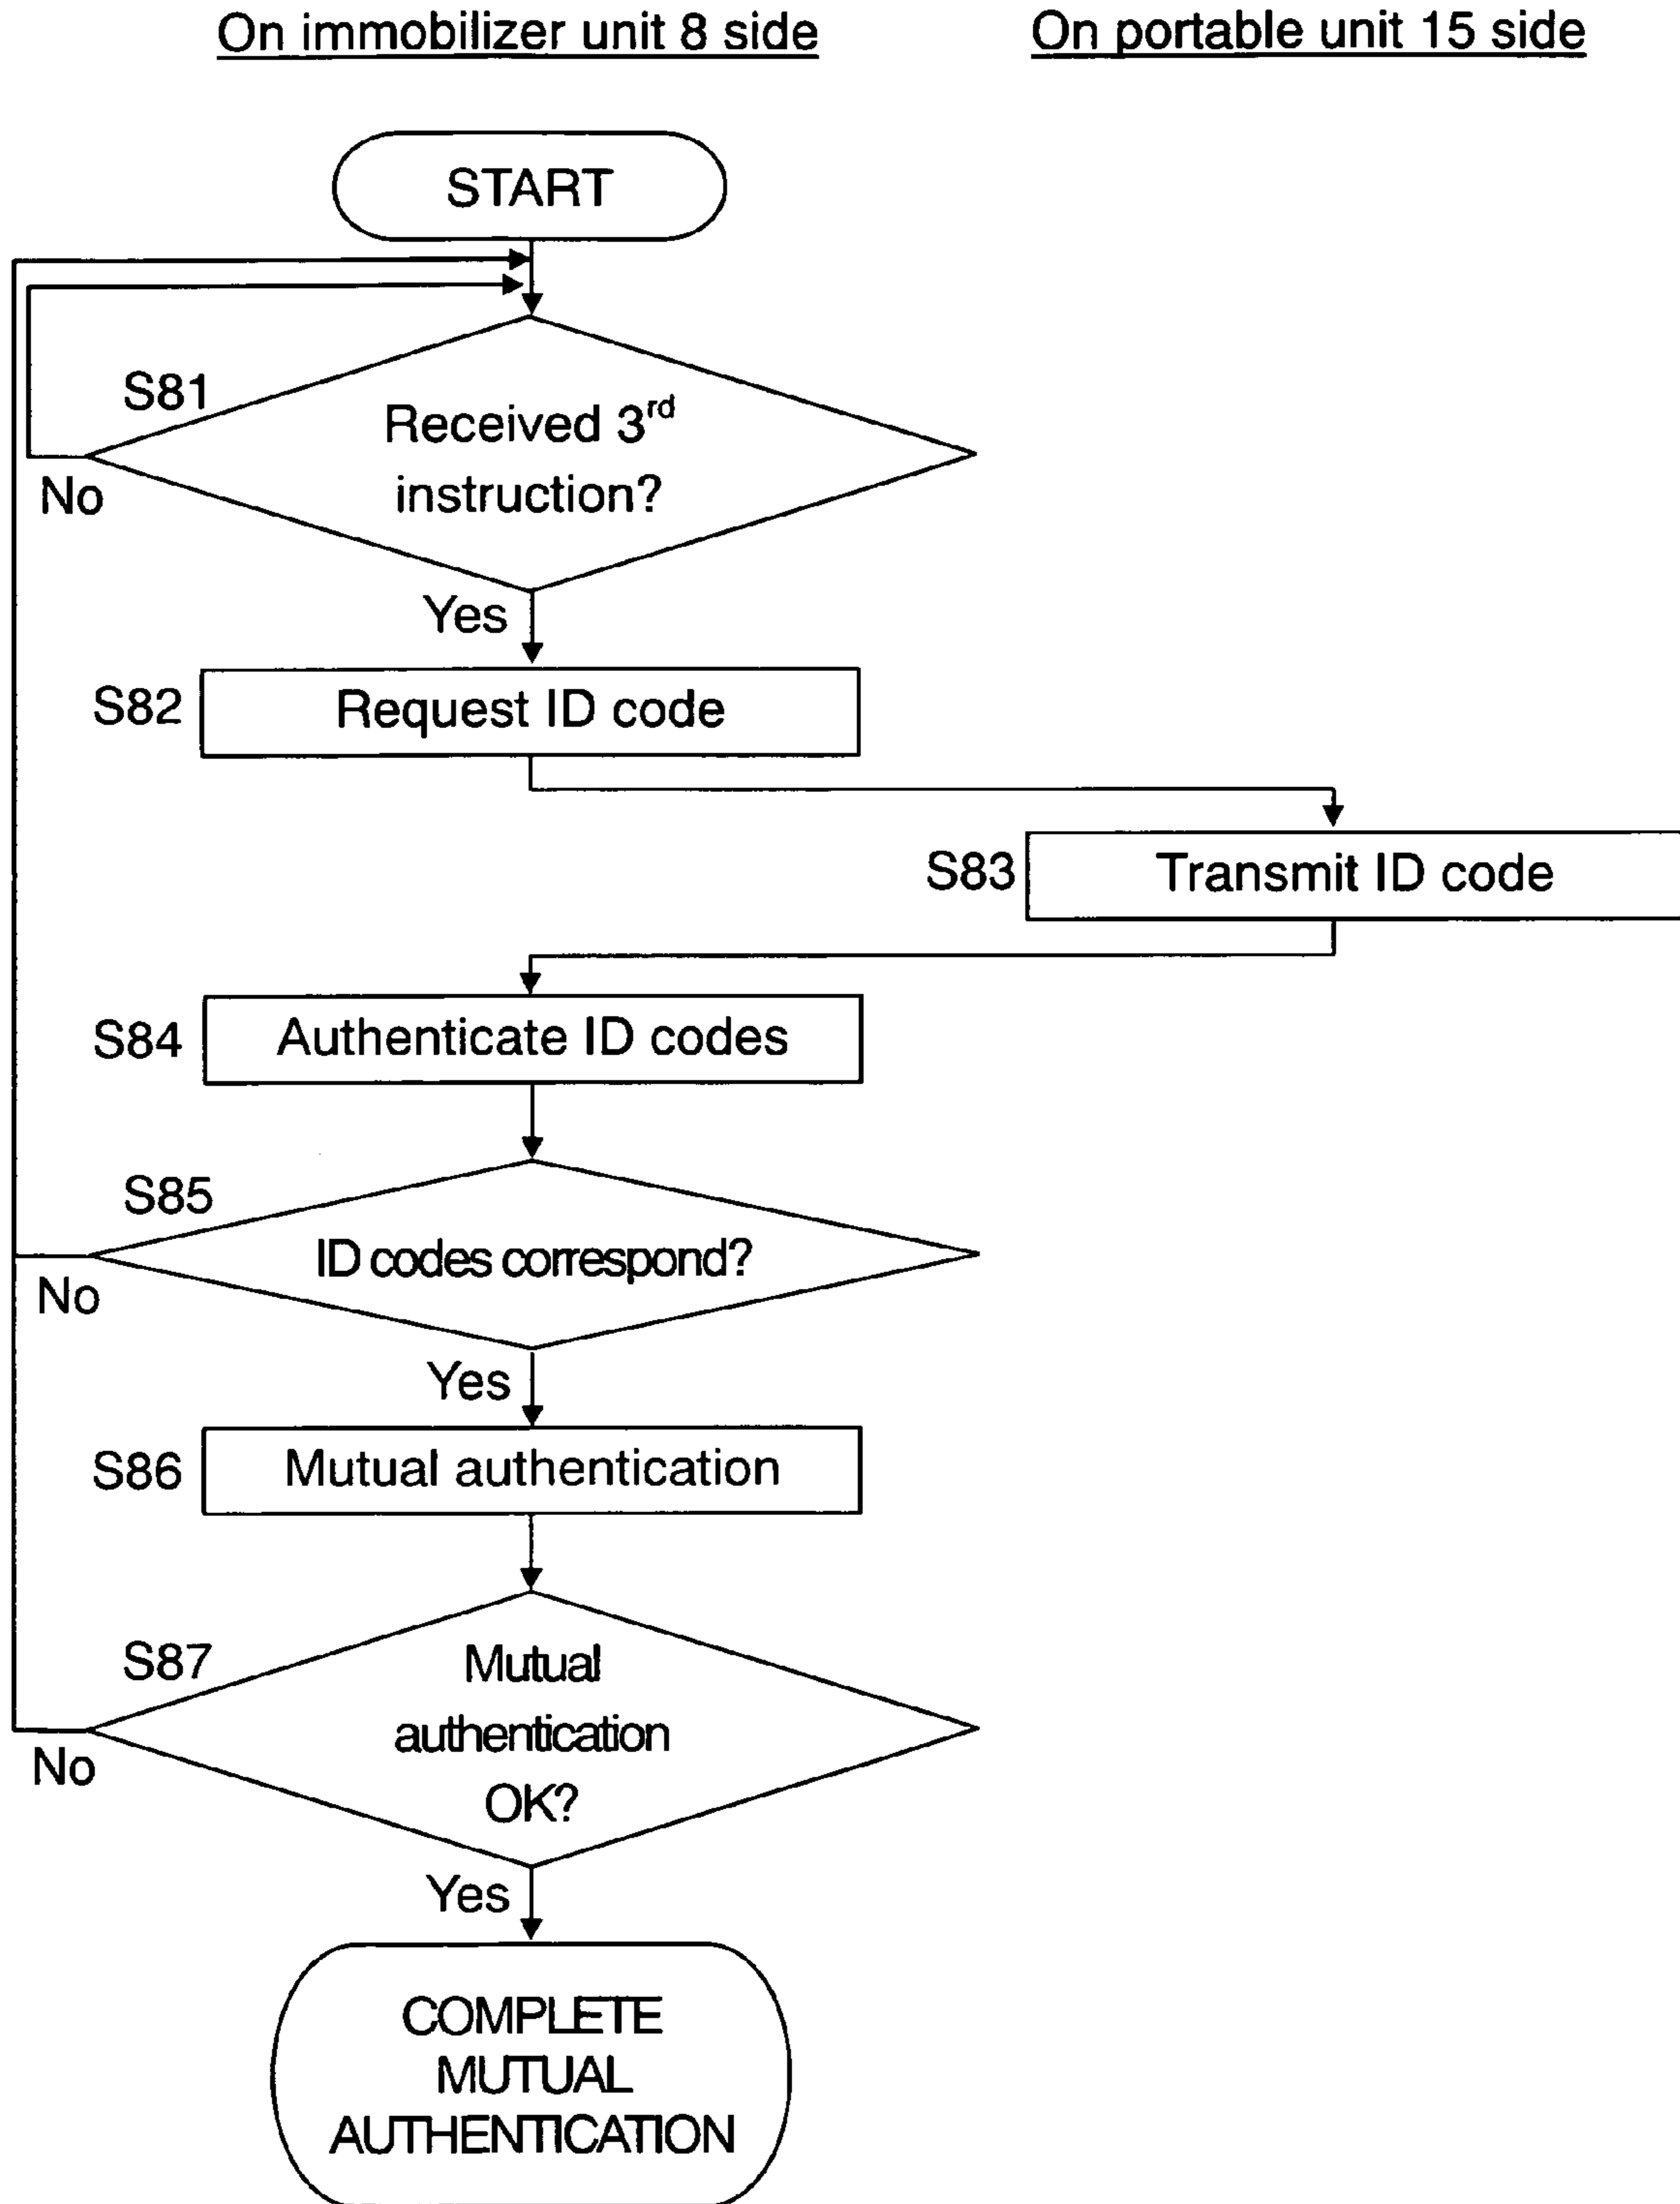 On immobilizer unit 8 side
On portable unit 15 side
START
S81
Received 3rd
instruction?
No
Yes
S82
Request ID code
S83
Transmit ID code
S84
Authenticate ID codes
S85
ID codes correspond?
No
Yes
S86
Mutual authentication
S87
Mutual
authentication
OK?
No
Yes
COMPLETE
MUTUAL
AUTHENTICATION